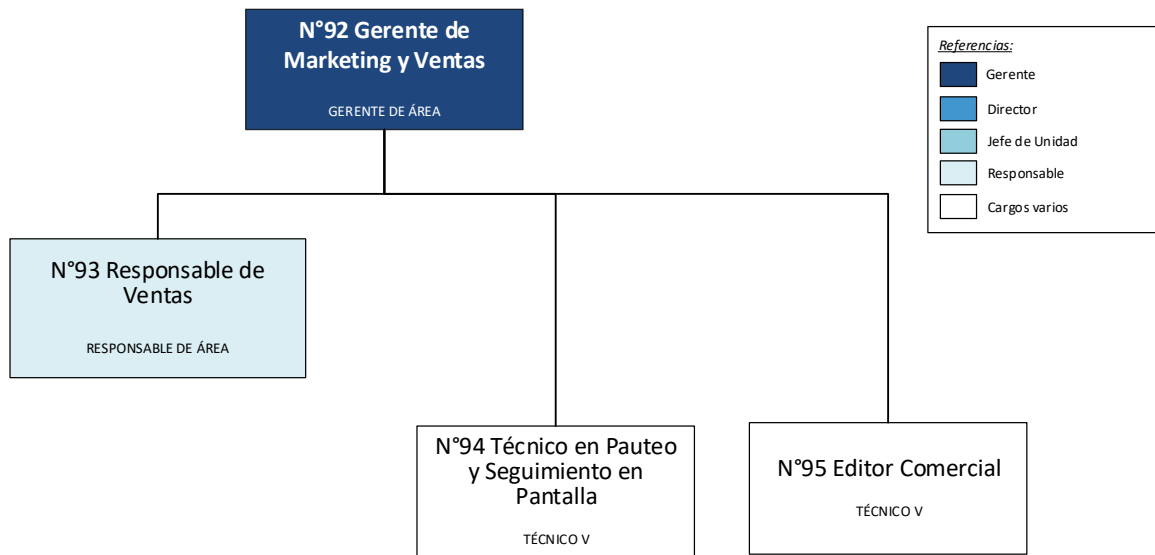 N°92 Gerente de
Marketing y Ventas
GERENTE DE ÁREA
Referencias:
Gerente
Director
Jefe de Unidad
Responsable
Cargos varios
N°93 Responsable de
Ventas
RESPONSABLE DE ÁREA
N°94 Técnico en Pauteo
y Seguimiento en
Pantalla
TÉCNICO V
N°95 Editor Comercial
TÉCNICO V